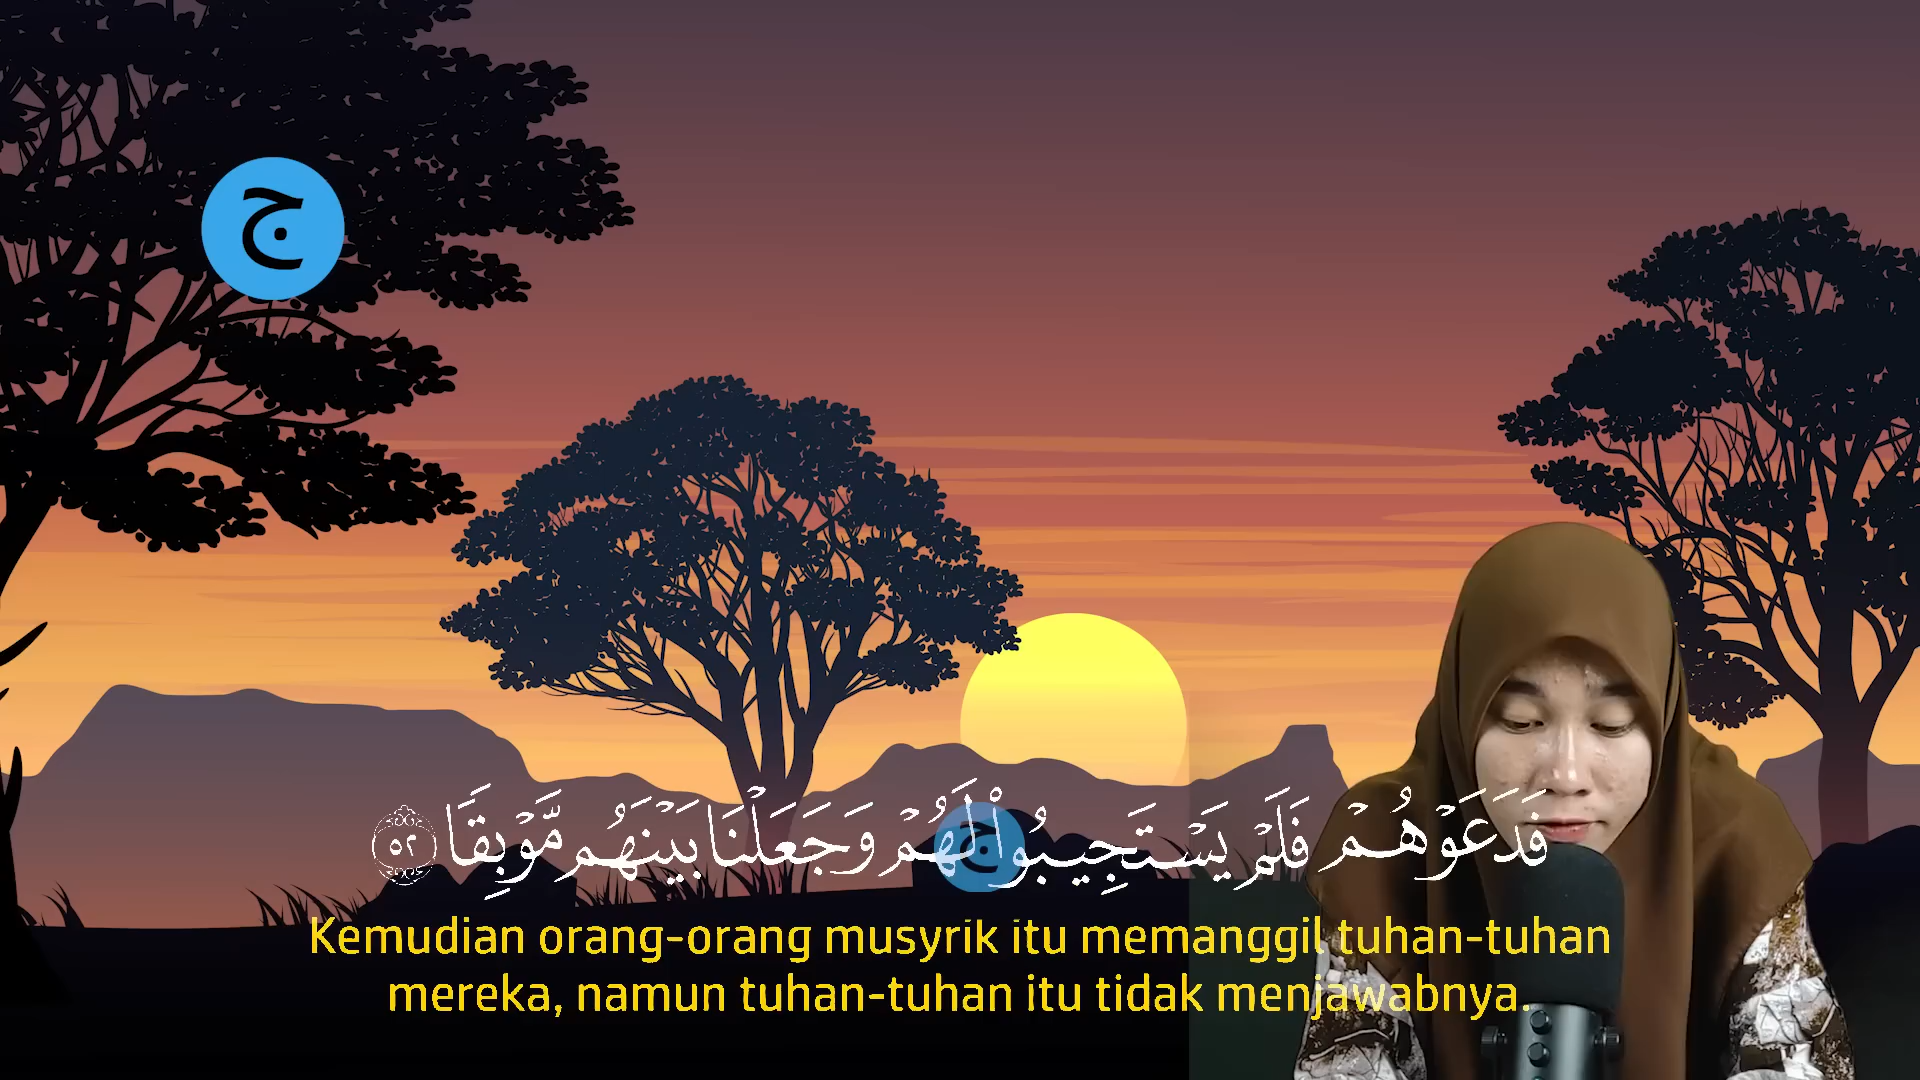 ج
فَدَعَوْهُمْ فَلَمْ يَسْتَجِيبُوا۟ لَهُمْ وَجَعَلْنَا بَيْنَهُم مَّوْبِقًا ٥٢
ج
Kemudian orang-orang musyrik itu memanggil tuhan-tuhan
mereka, namun tuhan-tuhan itu tidak menjawabnya.